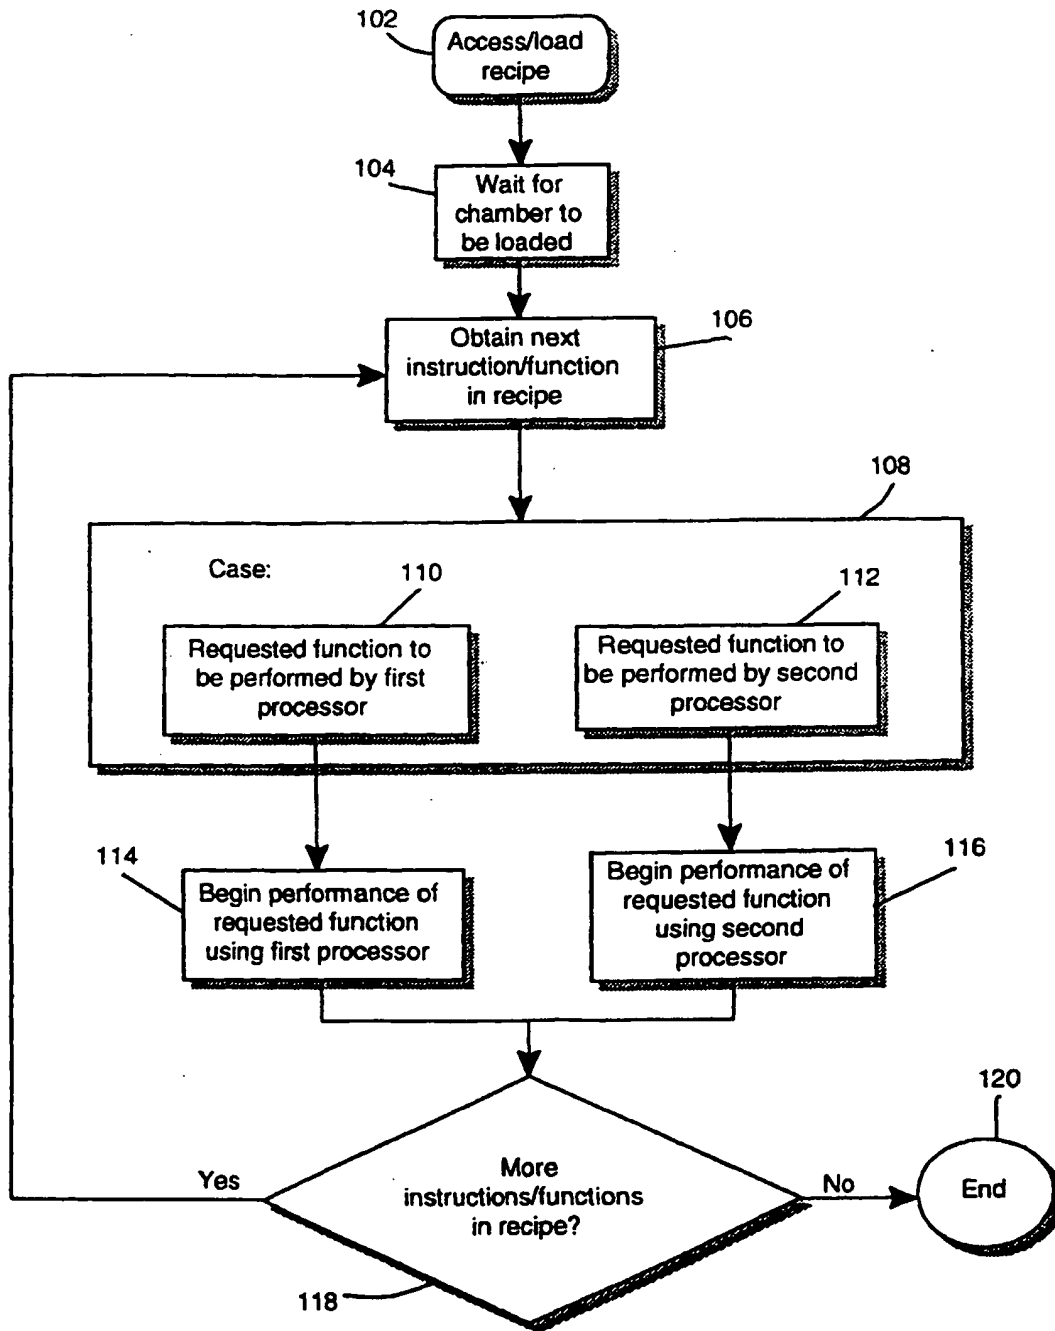 102
Access/load
recipe
104
Wait for
chamber to
be loaded
106
Obtain next
instruction/function
in recipe
108
Case:
110
112
Requested function to
be performed by first
processor
Requested function to
be performed by second
processor
114
Begin performance of
requested function
using first processor
116
Begin performance of
requested function
using second
processor
Yes
More
instructions/functions
in recipe?
No
118
120
End